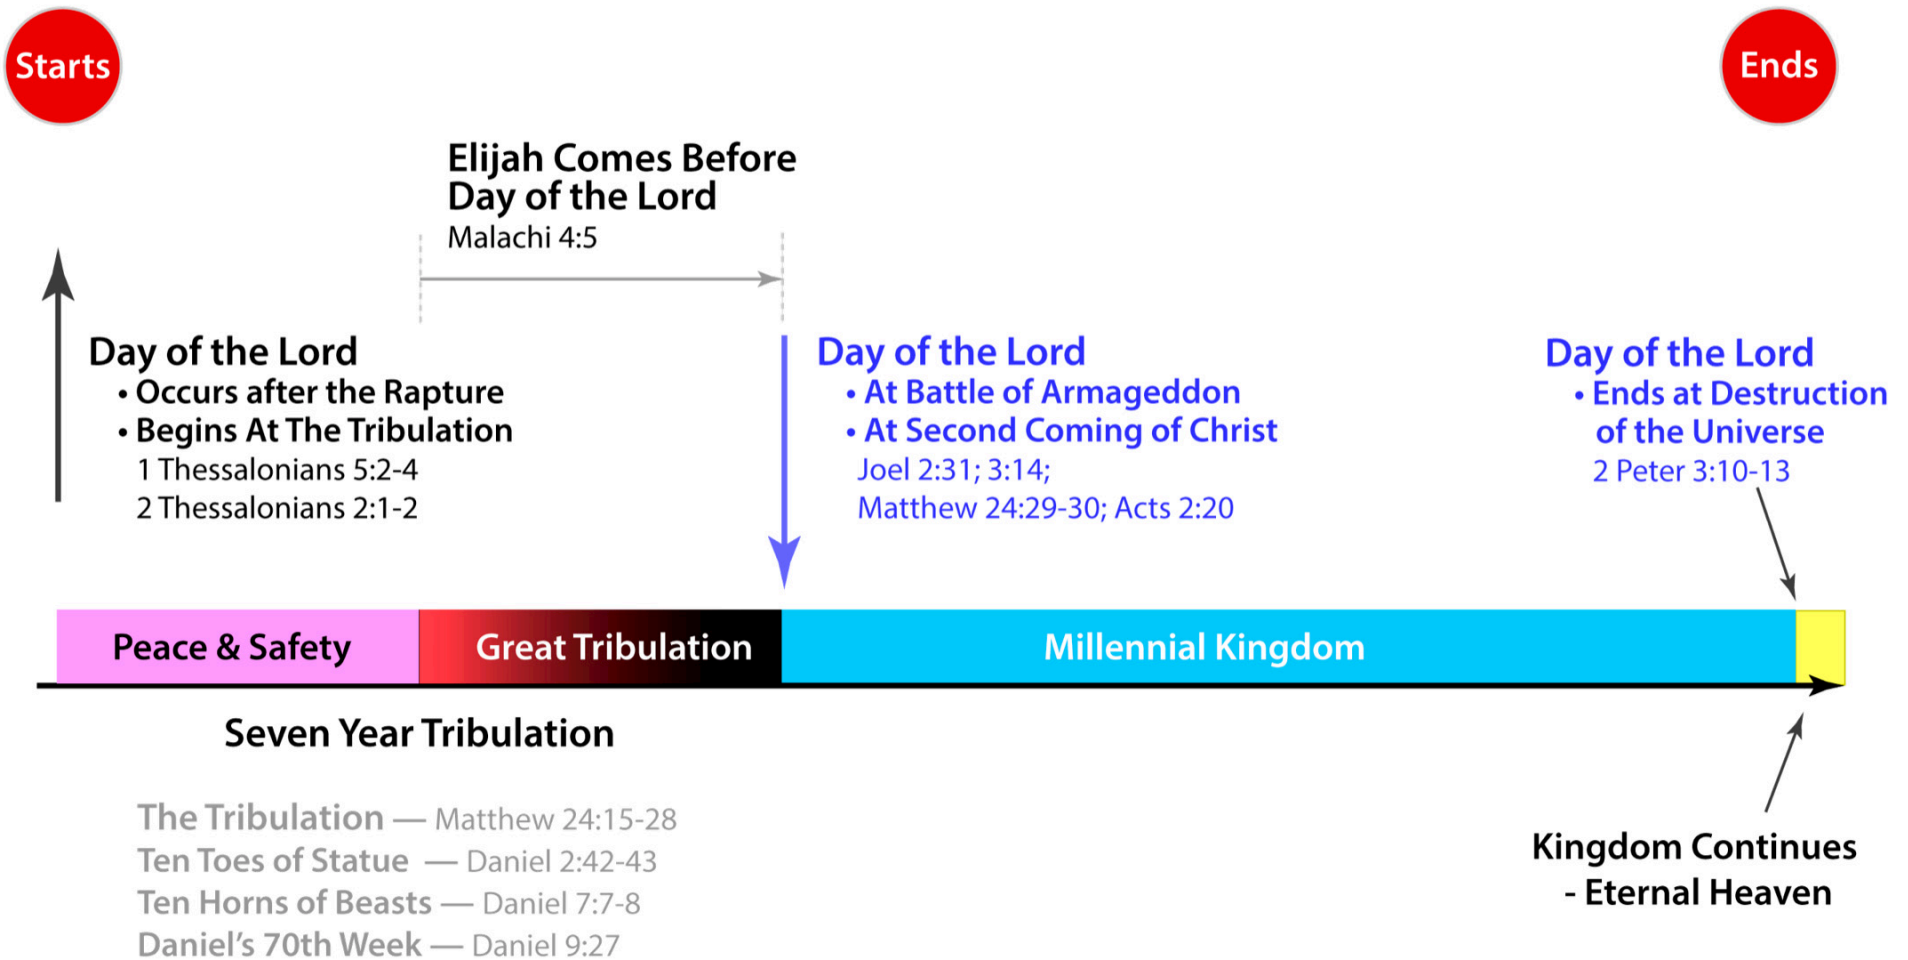 Starts
Ends
Elijah Comes Before
Day of the Lord
Malachi 4:5
Day of the Lord
• Occurs after the Rapture
• Begins At The Tribulation
1 Thessalonians 5:2-4
2 Thessalonians 2:1-2
Day of the Lord
• At Battle of Armageddon
• At Second Coming of Christ
Joel 2:31; 3:14;
Matthew 24:29-30; Acts 2:20
Day of the Lord
• Ends at Destruction
of the Universe
2 Peter 3:10-13
Peace & Safety
Great Tribulation
Millennial Kingdom
Seven Year Tribulation
The Tribulation — Matthew 24:15-28
Ten Toes of Statue — Daniel 2:42-43
Ten Horns of Beasts — Daniel 7:7-8
Daniel’s 70th Week — Daniel 9:27
Kingdom Continues
- Eternal Heaven